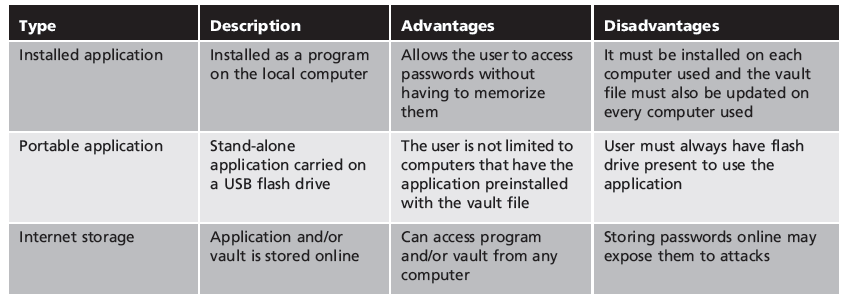 Type Description Advantages Disadvantages
Installed application Installed as a program Allows the user to access It must be installed on each
on the local computer passwords without computer used and the vault
having to memorize file must also be updated on
them every computer used
Portable application Stand-alone The user is not limited to User must always have flash
application carried on computers that have the drive present to use the
a USB flash drive application preinstalled application
with the vault file
Internet storage Application and/or Can access program Storing passwords online may
vault is stored online and/or vault from any expose them to attacks
computer